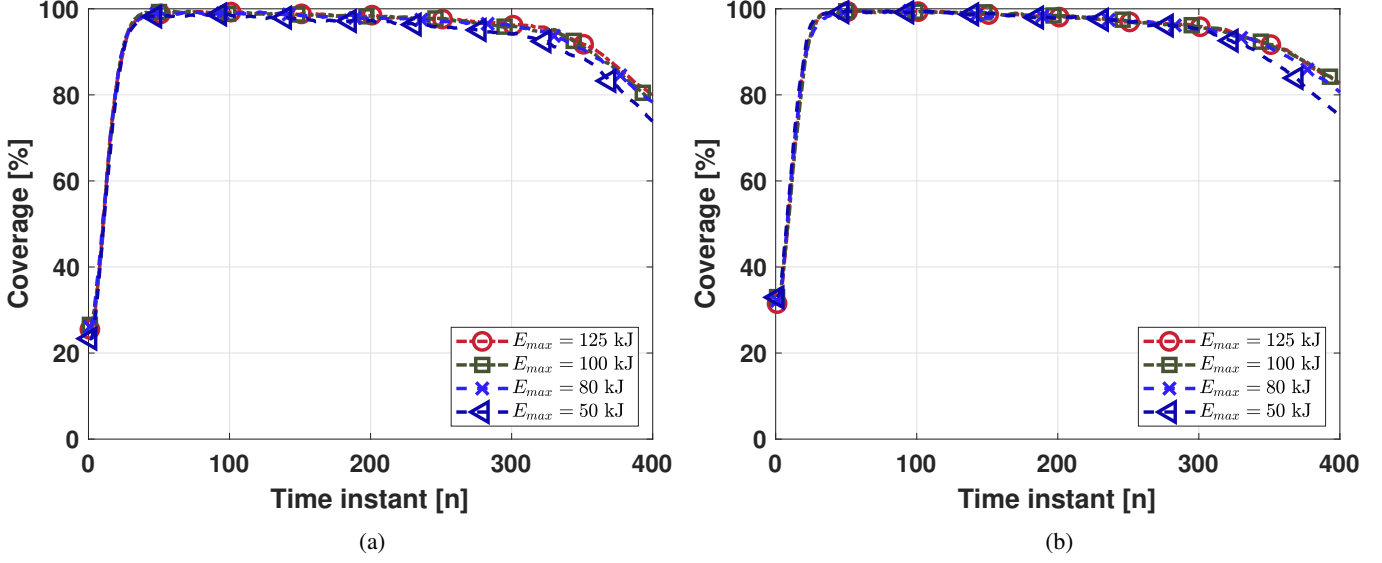 100
80
60
40
20
0
Coverage [%]
0 100 200 300 400
Time instant [n]
E_max = 125 kJ
E_max = 100 kJ
E_max = 80 kJ
E_max = 50 kJ
(a)
100
80
60
40
20
0
Coverage [%]
0 100 200 300 400
Time instant [n]
E_max = 125 kJ
E_max = 100 kJ
E_max = 80 kJ
E_max = 50 kJ
(b)